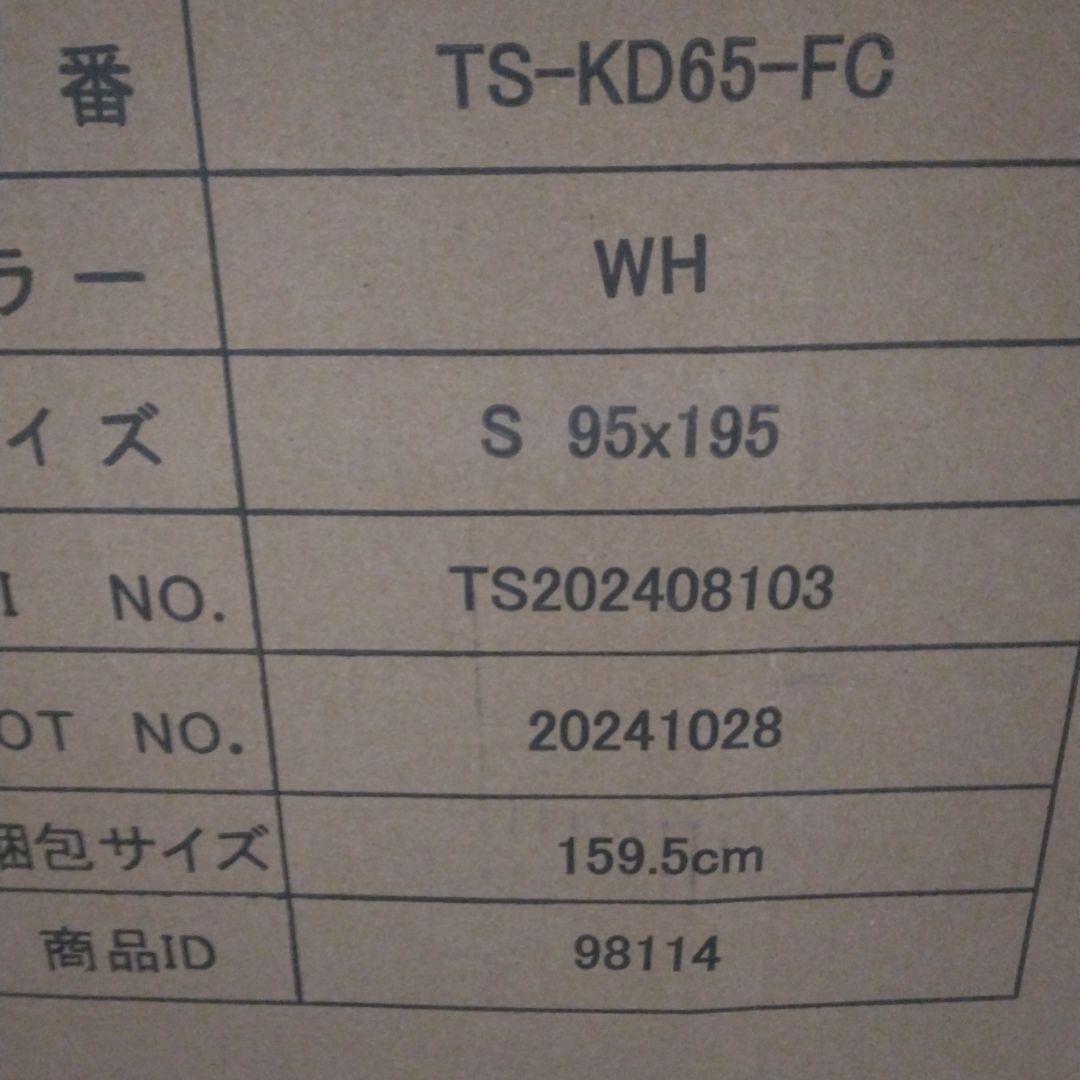 番 TS-KD65-FC
ラー WH
イズ S 95x195
I NO. TS202408103
OT NO. 20241028
梱包サイズ 159.5cm
商品ID 98114